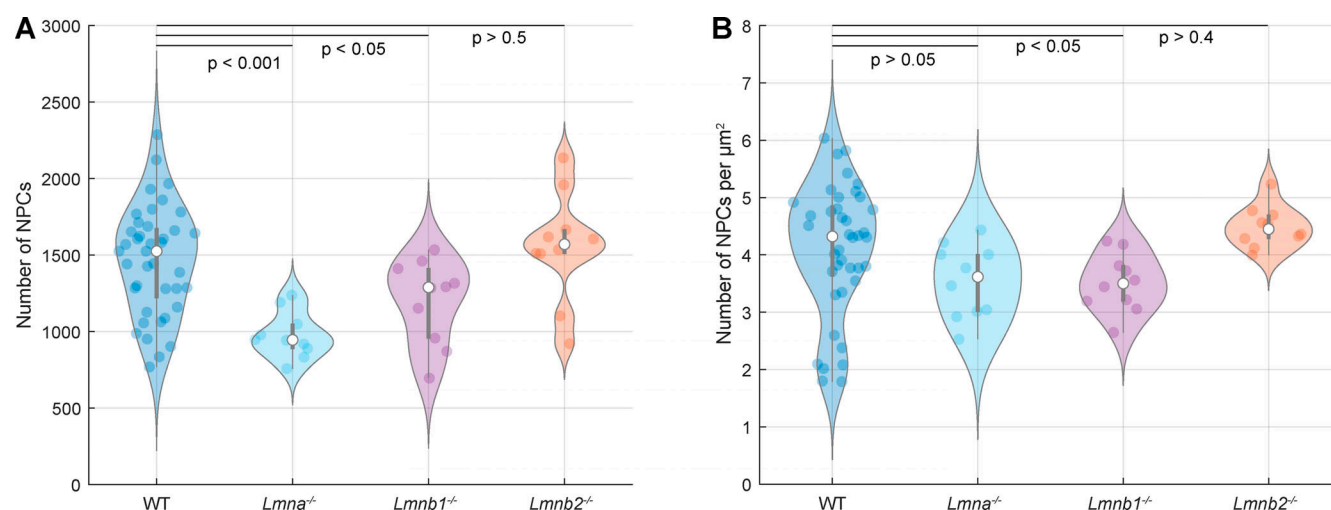 A
Number of NPCs
3000
2500
2000
1500
1000
500
0
p < 0.001
p < 0.05
p > 0.5
WT
Lmna-/-
Lmnb1-/-
Lmnb2-/-
B
Number of NPCs per µm²
8
7
6
5
4
3
2
1
0
p > 0.05
p < 0.05
p > 0.4
WT
Lmna-/-
Lmnb1-/-
Lmnb2-/-